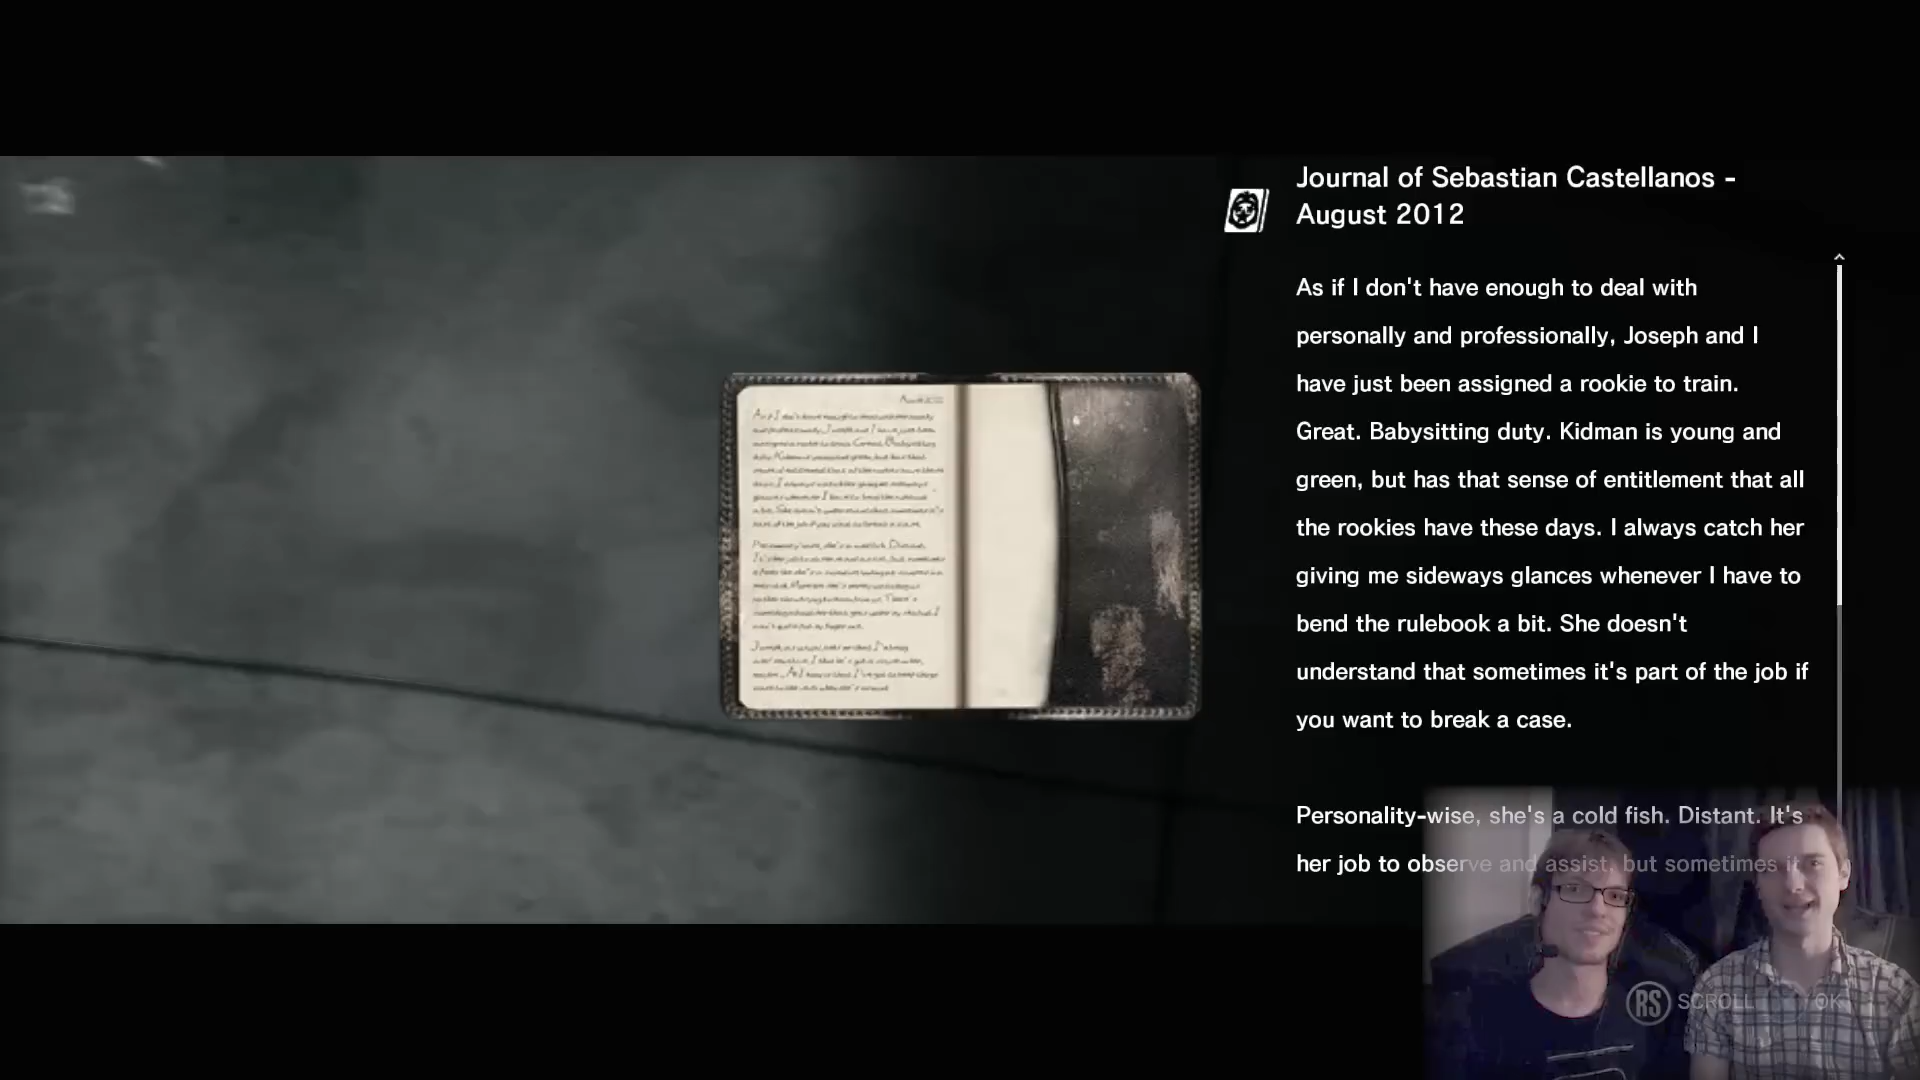 Journal of Sebastian Castellanos -
August 2012
As if I don't have enough to deal with
personally and professionally, Joseph and I
have just been assigned a rookie to train.
Great. Babysitting duty. Kidman is young and
green, but has that sense of entitlement that all
the rookies have these days. I always catch her
giving me sideways glances whenever I have to
bend the rulebook a bit. She doesn't
understand that sometimes it's part of the job if
you want to break a case.
Personality-wise, she's a cold fish. Distant. It's
her job to observe and assist, but sometimes it
RS SCROLL OK